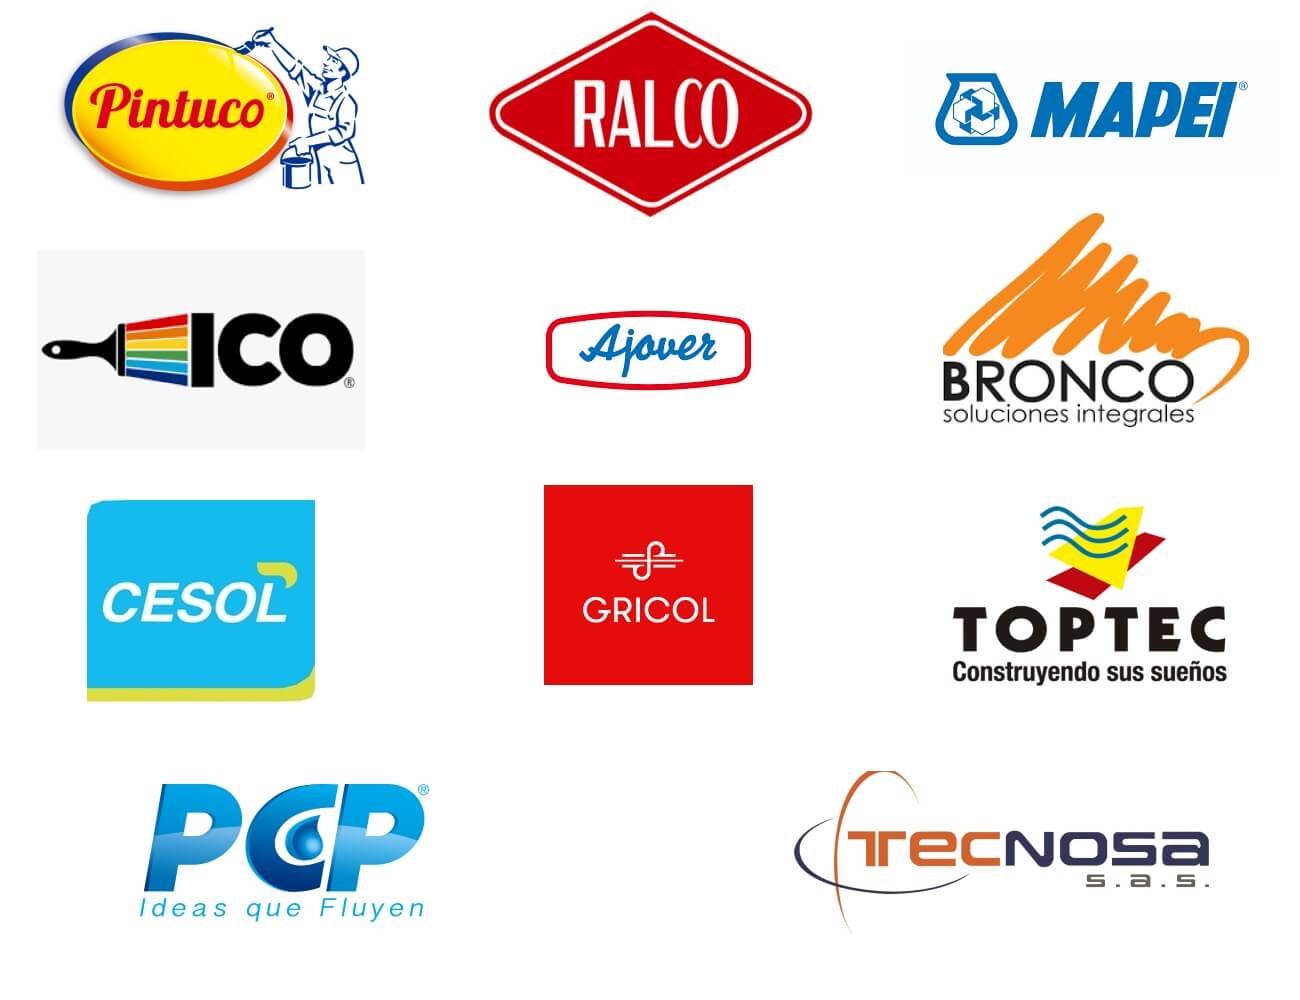 Pintuco®
RALCO
MAPEI®
ICO®
Ajover
BRONCO
soluciones integrales
CESOL
GRICOL
TOPTEC
Construyendo sus sueños
PCP®
Ideas que Fluyen
TECNOSA
s.a.s.